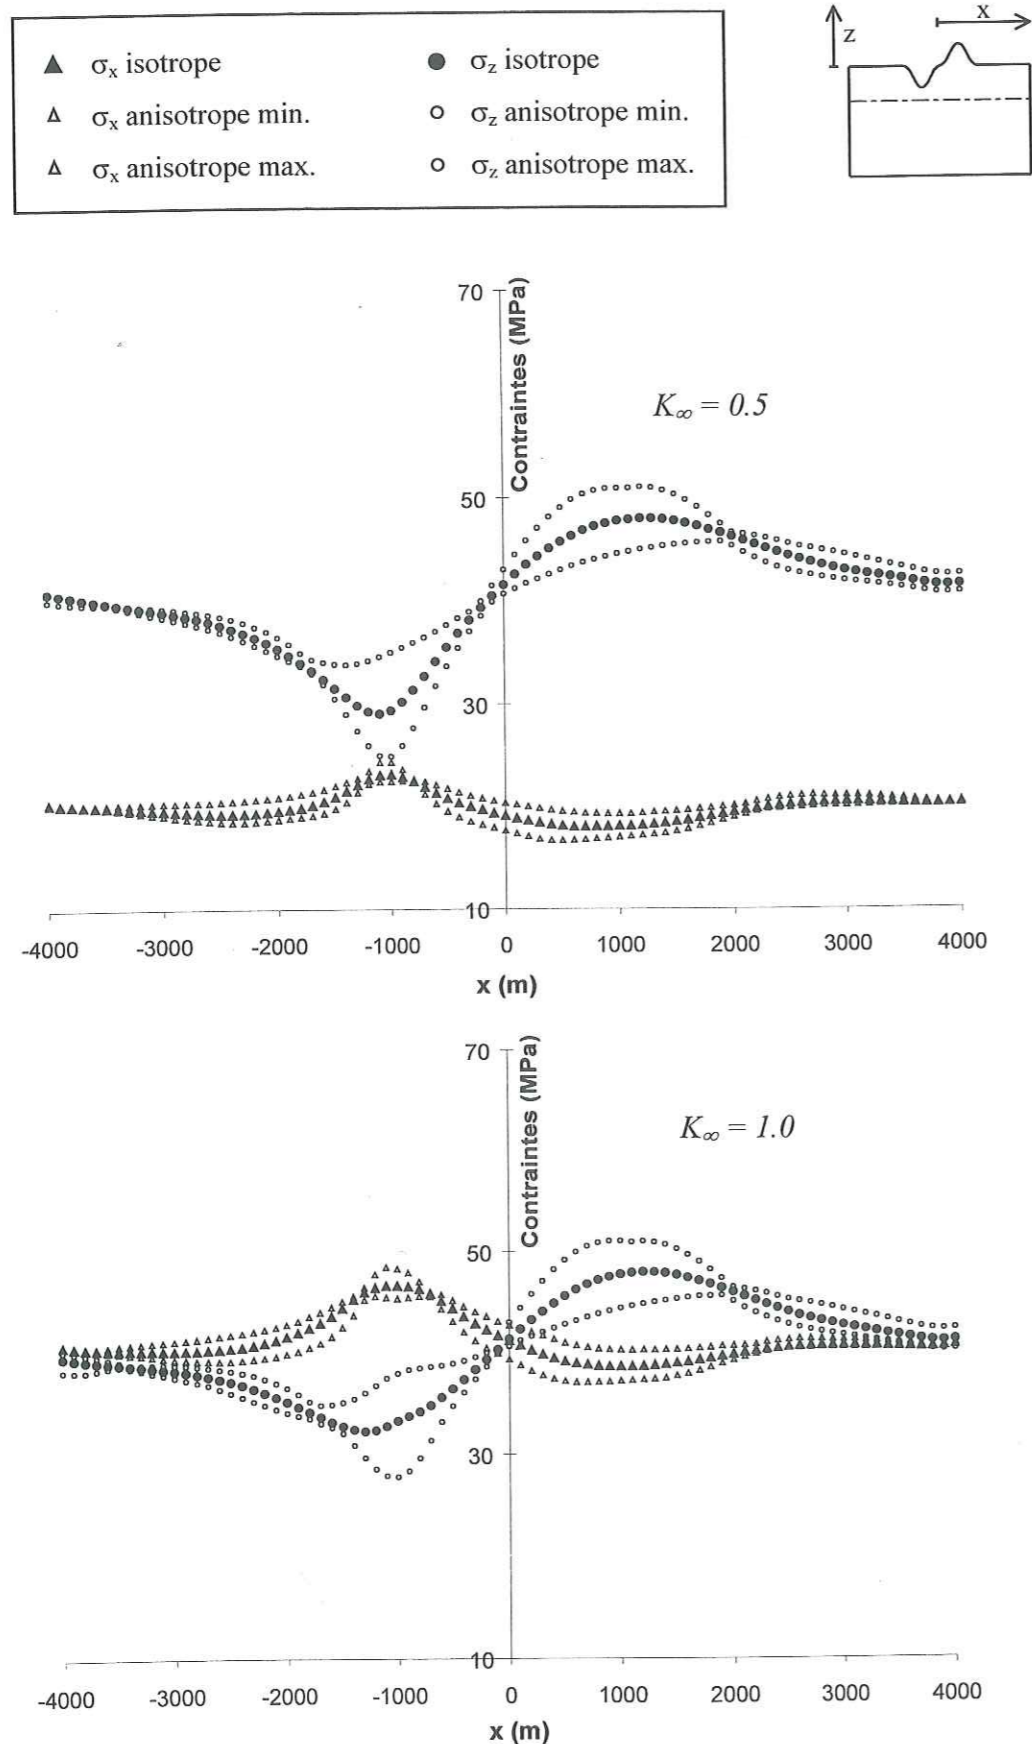 σx isotrope σz isotrope
σx anisotrope min. σz anisotrope min.
σx anisotrope max. σz anisotrope max.
x
z
70
Contraintes (MPa)
K∞ = 0.5
50
30
10
-4000 -3000 -2000 -1000 0 1000 2000 3000 4000
x (m)
70
Contraintes (MPa)
K∞ = 1.0
50
30
10
-4000 -3000 -2000 -1000 0 1000 2000 3000 4000
x (m)